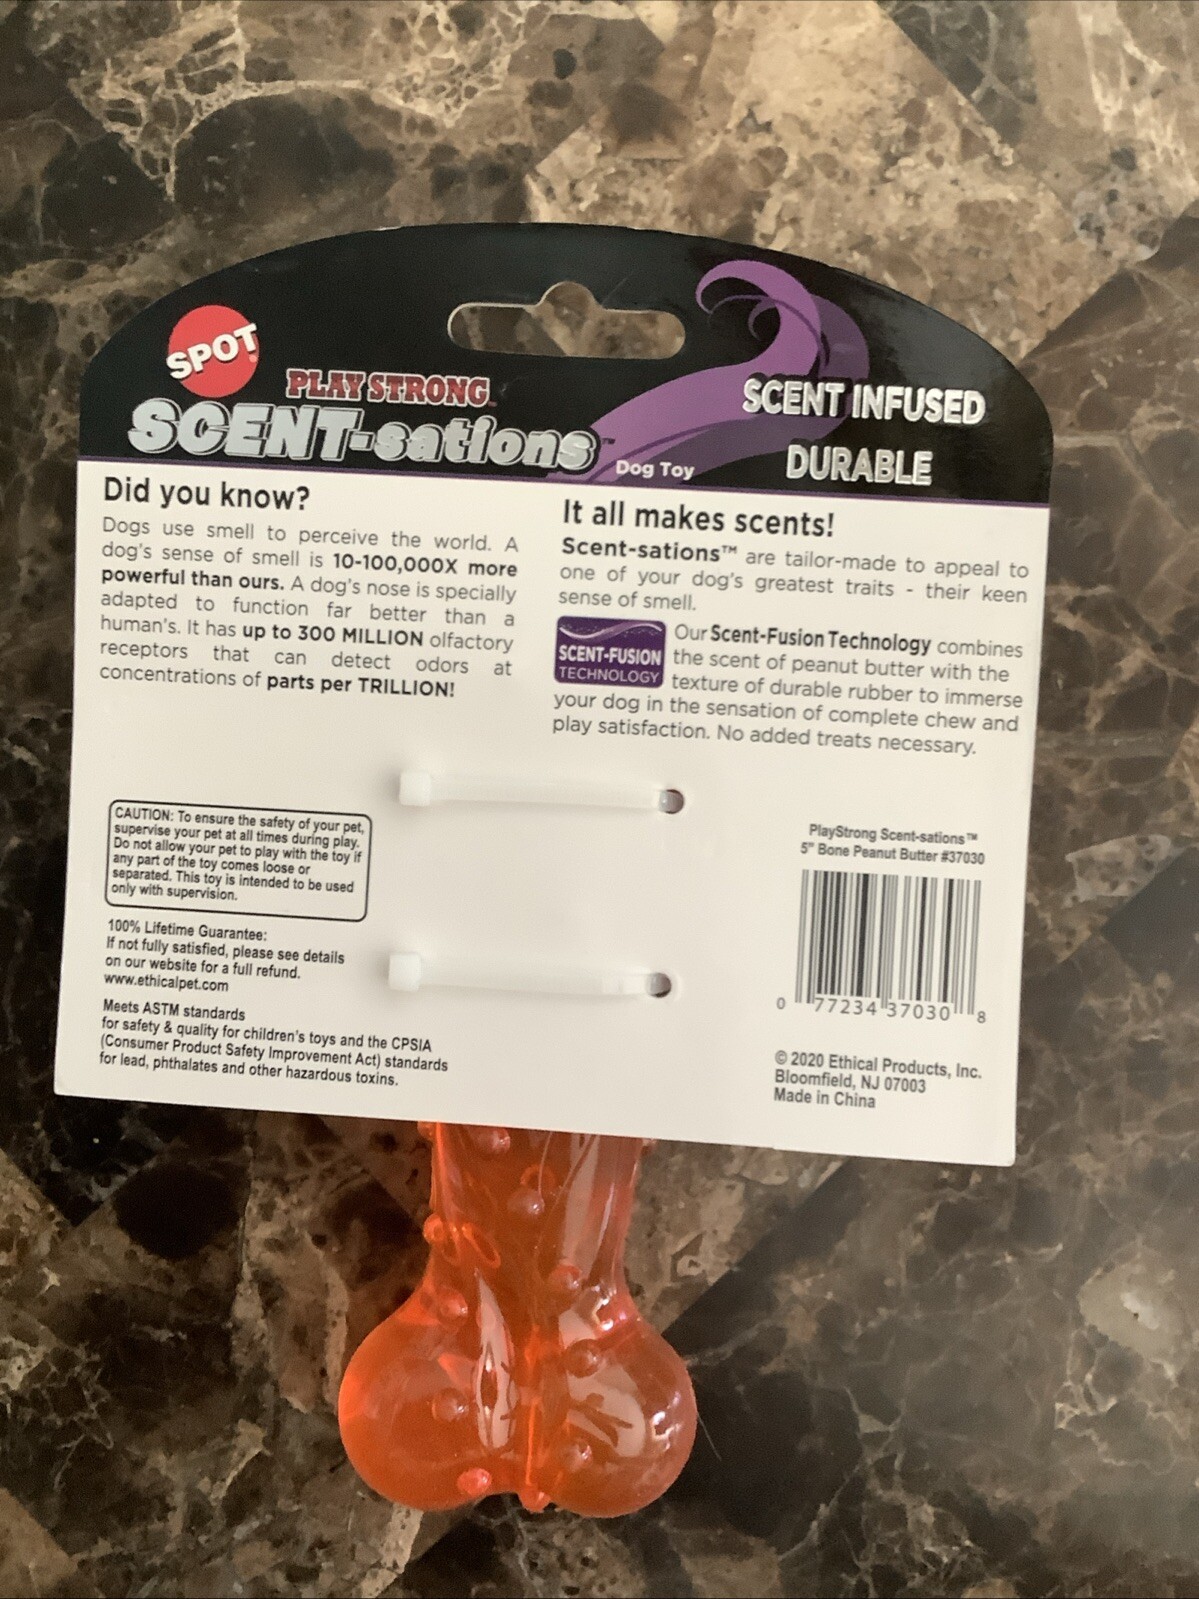 SPOT
PLAY STRONG
SCENT-sations™
Dog Toy
SCENT INFUSED
DURABLE
Did you know?
Dogs use smell to perceive the world. A
dog's sense of smell is 10-100,000X more
powerful than ours. A dog's nose is specially
adapted to function far better than a
human's. It has up to 300 MILLION olfactory
receptors that can detect odors at
concentrations of parts per TRILLION!
It all makes scents!
Scent-sations™ are tailor-made to appeal to
one of your dog's greatest traits - their keen
sense of smell.
SCENT-FUSION
TECHNOLOGY
Our Scent-Fusion Technology combines
the scent of peanut butter with the
texture of durable rubber to immerse
your dog in the sensation of complete chew and
play satisfaction. No added treats necessary.
CAUTION: To ensure the safety of your pet,
supervise your pet at all times during play.
Do not allow your pet to play with the toy if
any part of the toy comes loose or
separated. This toy is intended to be used
only with supervision.
100% Lifetime Guarantee:
If not fully satisfied, please see details
on our website for a full refund.
www.ethicalpet.com
Meets ASTM standards
for safety & quality for children's toys and the CPSIA
(Consumer Product Safety Improvement Act) standards
for lead, phthalates and other hazardous toxins.
PlayStrong Scent-sations™
5" Bone Peanut Butter #37030
0 77234 37030 8
© 2020 Ethical Products, Inc.
Bloomfield, NJ 07003
Made in China